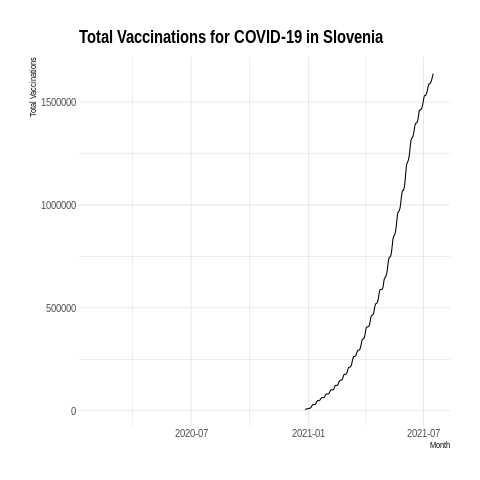 Total Vaccinations for COVID-19 in Slovenia
Total Vaccinations
1500000
1000000
500000
0
2020-07 2021-01 2021-07
Month